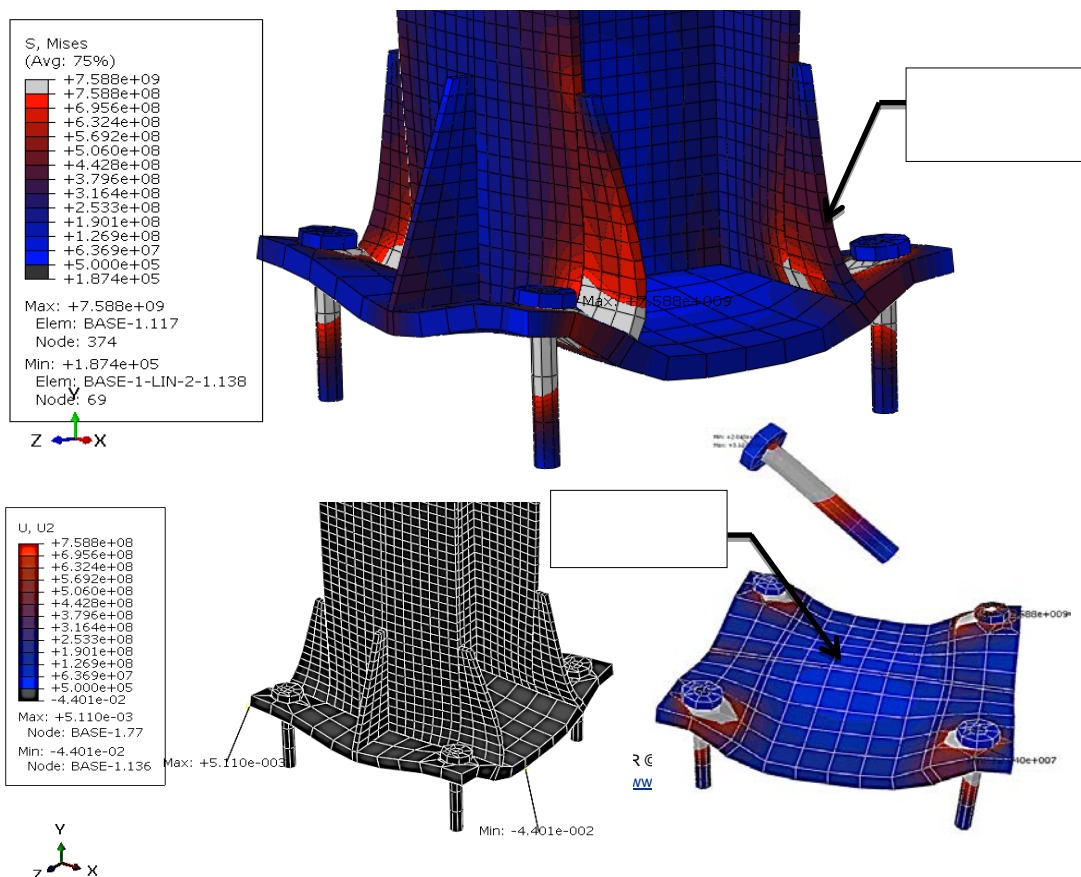 S, Mises
(Avg: 75%)
+7.588e+09
+7.588e+08
+6.956e+08
+6.324e+08
+5.692e+08
+5.060e+08
+4.428e+08
+3.796e+08
+3.164e+08
+2.533e+08
+1.901e+08
+1.269e+08
+6.369e+07
+5.000e+05
+1.874e+05
Max: +7.588e+09
Elem: BASE-1.117
Node: 374
Min: +1.874e+05
Elem: BASE-1-LIN-2-1.138
Node: 69
Y
Z X
Max: +7.588e+009
U, U2
+7.588e+08
+6.956e+08
+6.324e+08
+5.692e+08
+5.060e+08
+4.428e+08
+3.796e+08
+3.164e+08
+2.533e+08
+1.901e+08
+1.269e+08
+6.369e+07
+5.000e+05
-4.401e-02
Max: +5.110e-03
Node: BASE-1.77
Min: -4.401e-02
Node: BASE-1.136
Max: +5.110e-003
Min: -4.401e-002
Y
Z X
R ©
ww